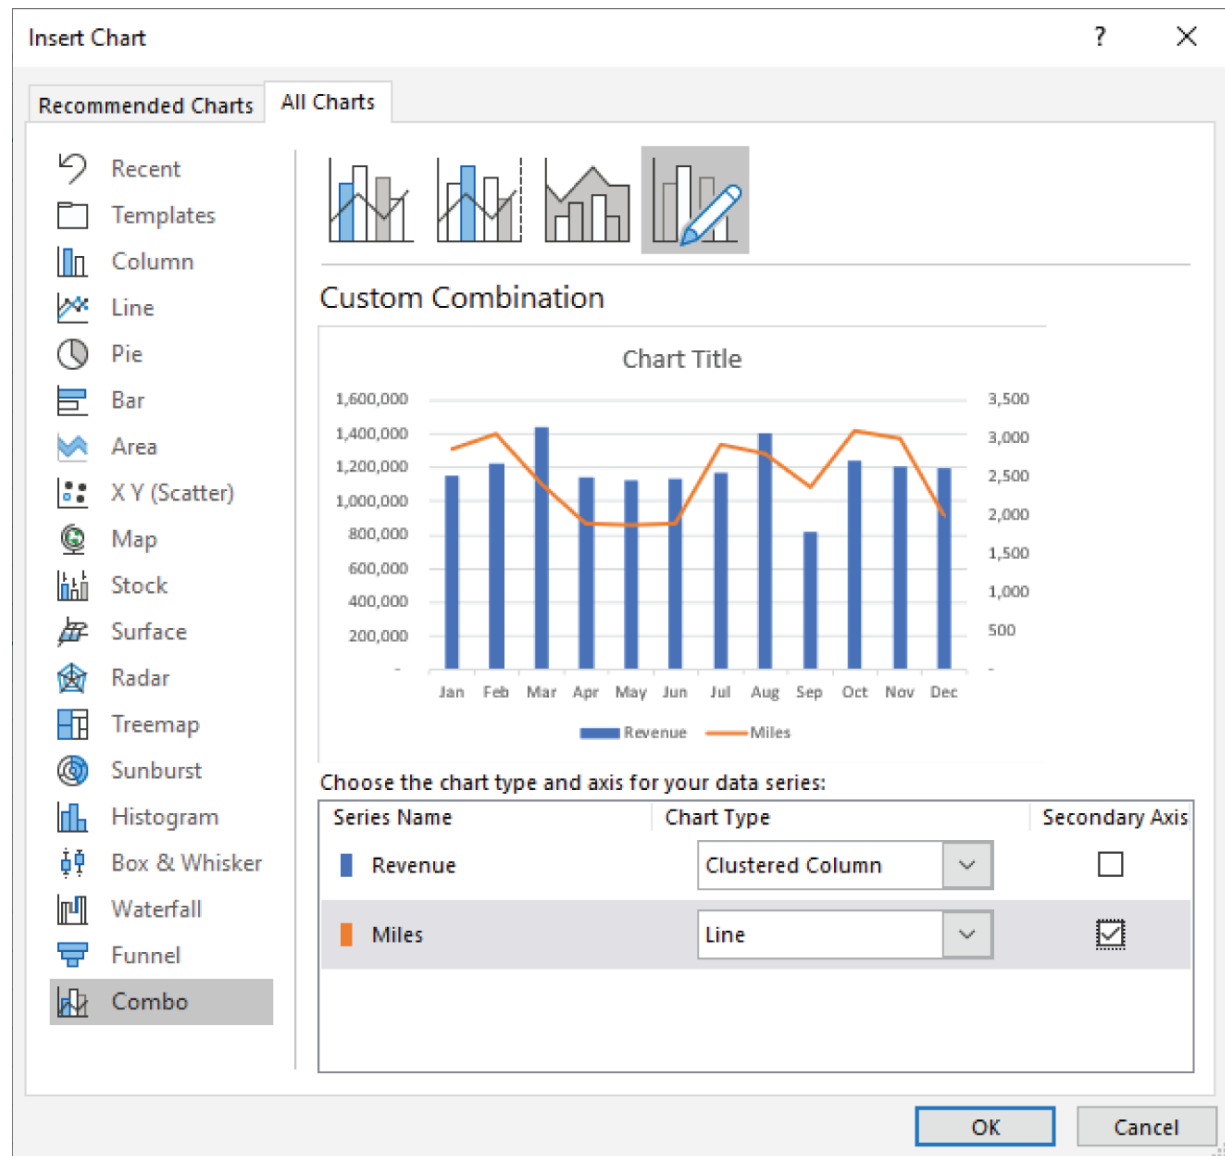 Insert Chart ?
Recommended Charts All Charts
Recent
Templates
Column
Line
Pie
Bar
Area
X Y (Scatter)
Map
Stock
Surface
Radar
Treemap
Sunburst
Histogram
Box & Whisker
Waterfall
Funnel
Combo
Custom Combination
Chart Title
1,600,000
1,400,000
1,200,000
1,000,000
800,000
600,000
400,000
200,000
-
3,500
3,000
2,500
2,000
1,500
1,000
500
-
Jan Feb Mar Apr May Jun Jul Aug Sep Oct Nov Dec
Revenue Miles
Choose the chart type and axis for your data series:
Series Name Chart Type Secondary Axis
Revenue Clustered Column
Miles Line
OK Cancel